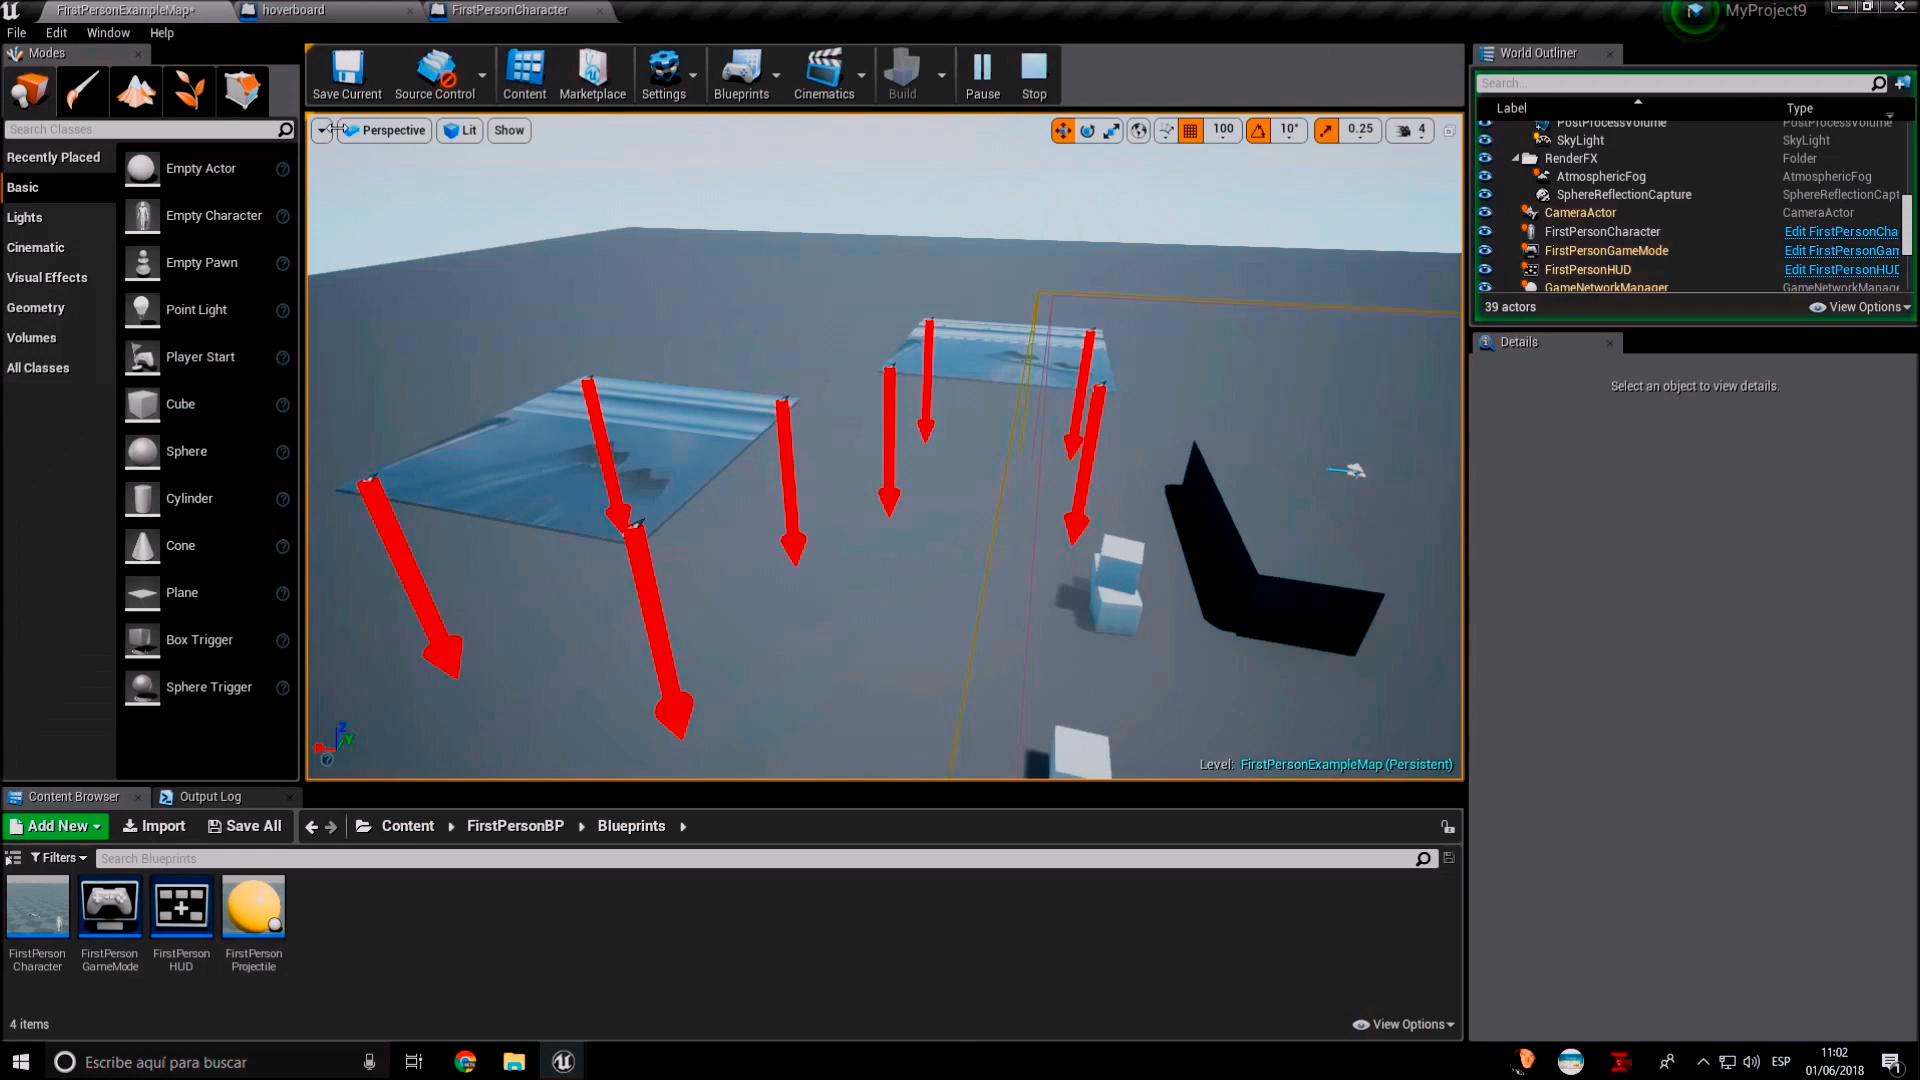 FirstPersonExampleMap*
hoverboard
FirstPersonCharacter
MyProject9
File Edit Window Help
Modes
Search Classes
Recently Placed
Basic
Lights
Cinematic
Visual Effects
Geometry
Volumes
All Classes
Empty Actor
Empty Character
Empty Pawn
Point Light
Player Start
Cube
Sphere
Cylinder
Cone
Plane
Box Trigger
Sphere Trigger
Save Current
Source Control
Content
Marketplace
Settings
Blueprints
Cinematics
Build
Pause
Stop
Perspective
Lit
Show
100
10°
0.25
4
Z
Level: FirstPersonExampleMap (Persistent)
World Outliner
Search...
Label Type
PostProcessVolume PostProcessVolume
SkyLight SkyLight
RenderFX Folder
AtmosphericFog AtmosphericFog
SphereReflectionCapture SphereReflectionCapt
CameraActor CameraActor
FirstPersonCharacter Edit FirstPersonCha
FirstPersonGameMode Edit FirstPersonGam
FirstPersonHUD Edit FirstPersonHUD
GameNetworkManager GameNetworkManage
39 actors
View Options
Details
Select an object to view details.
Content Browser
Output Log
Add New
Import
Save All
Content
FirstPersonBP
Blueprints
Filters
Search Blueprints
FirstPerson
Character
FirstPerson
GameMode
FirstPerson
HUD
FirstPerson
Projectile
4 items
View Options
Escribe aquí para buscar
ESP
11:02
01/06/2018
1